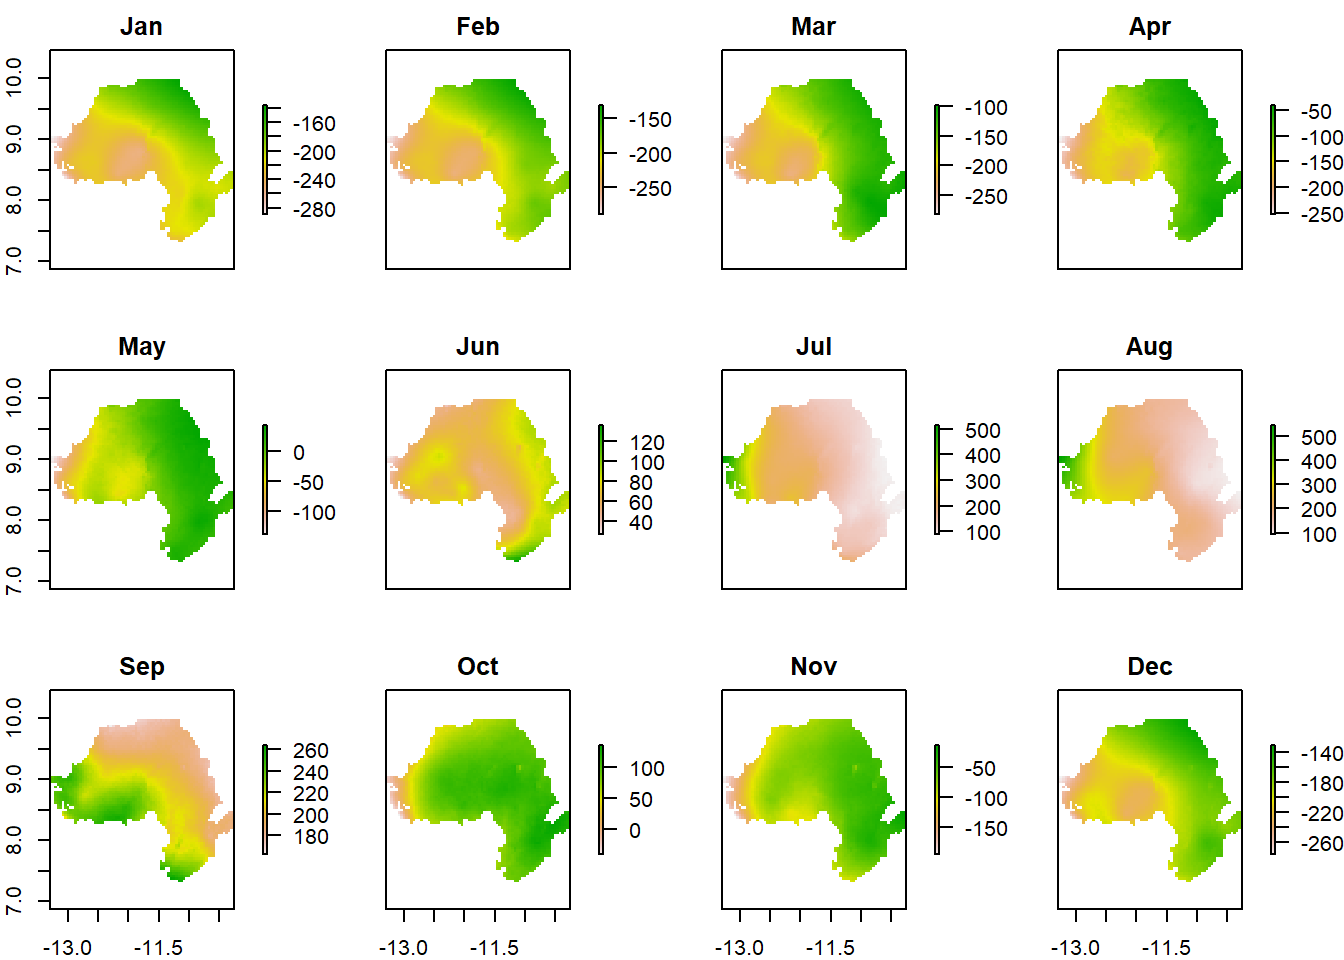 Jan Feb Mar Apr
10.0 9.0 8.0 7.0
-160 -200 -240 -280
-150 -200 -250
-100 -150 -200 -250
-50 -100 -150 -200 -250
May Jun Jul Aug
10.0 9.0 8.0 7.0
0 -50 -100
120 100 80 60 40
500 400 300 200 100
500 400 300 200 100
Sep Oct Nov Dec
10.0 9.0 8.0 7.0
260 240 220 200 180
100 50 0
-50 -100 -150
-140 -180 -220 -260
-13.0 -11.5 -13.0 -11.5 -13.0 -11.5 -13.0 -11.5